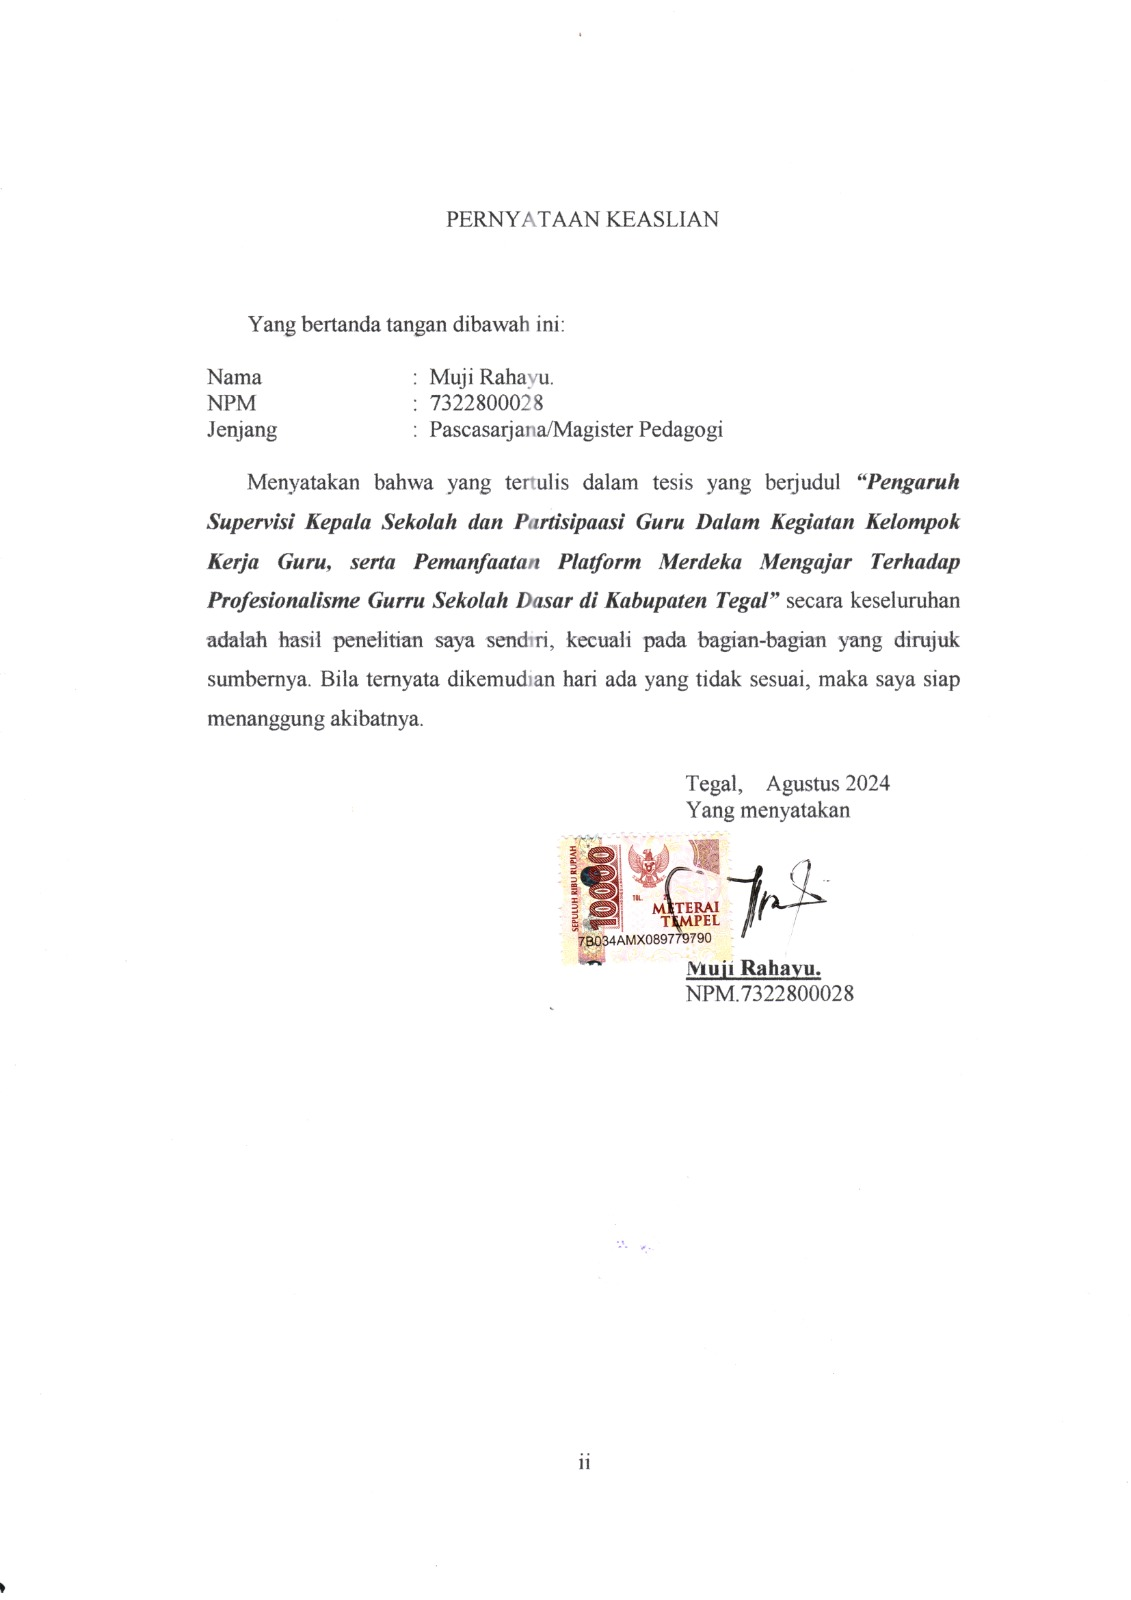 PERNYATAAN KEASLIAN
Yang bertanda tangan dibawah ini:
Nama : Muji Rahayu.
NPM : 7322800028
Jenjang : Pascasarjana/Magister Pedagogi
Menyatakan bahwa yang tertulis dalam tesis yang berjudul “Pengaruh
Supervisi Kepala Sekolah dan Partisipaasi Guru Dalam Kegiatan Kelompok
Kerja Guru, serta Pemanfaatan Platform Merdeka Mengajar Terhadap
Profesionalisme Gurru Sekolah Dasar di Kabupaten Tegal” secara keseluruhan
adalah hasil penelitian saya sendiri, kecuali pada bagian-bagian yang dirujuk
sumbernya. Bila ternyata dikemudian hari ada yang tidak sesuai, maka saya siap
menanggung akibatnya.
Tegal, Agustus 2024
Yang menyatakan
SEPULUH RIBU RUPIAH
10000
TGL.
METERAI
TEMPEL
7B034AMX089779790
Muji Rahayu.
NPM.7322800028
ii